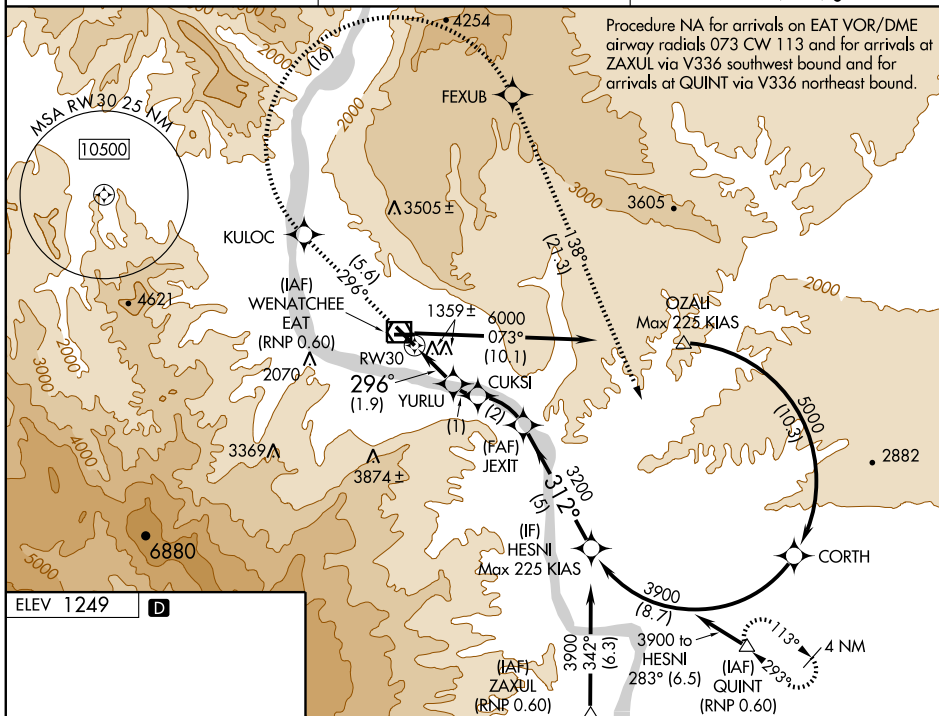 4254
Procedure NA for arrivals on EAT VOR/DME
airway radials 073 CW 113 and for arrivals at
ZAXUL via V336 southwest bound and for
arrivals at QUINT via V336 northeast bound.
2000
(16)
2000
FEXUB
MSA RW30 25 NM
10500
3000
3505 ±
3605
KULOC
138°
(21.3)
(5.6)
296°
(IAF)
WENATCHEE
EAT
(RNP 0.60)
4621
2000
OZALI
Max 225 KIAS
1359 ±
6000
073°
(10.1)
RW30
2070
3000
296°
(1.9)
CUKSI
YURLU
(1)
(2)
5000
(10.3)
(FAF)
JEXIT
4000
3369
3874 ±
2882
3200
312°
(5)
6880
5000
(IF)
HESNI
Max 225 KIAS
CORTH
ELEV 1249
D
3900
(8.7)
3900
342°
(6.3)
3900 to
HESNI
283° (6.5)
113°
4 NM
293°
(IAF)
ZAXUL
(RNP 0.60)
(IAF)
QUINT
(RNP 0.60)